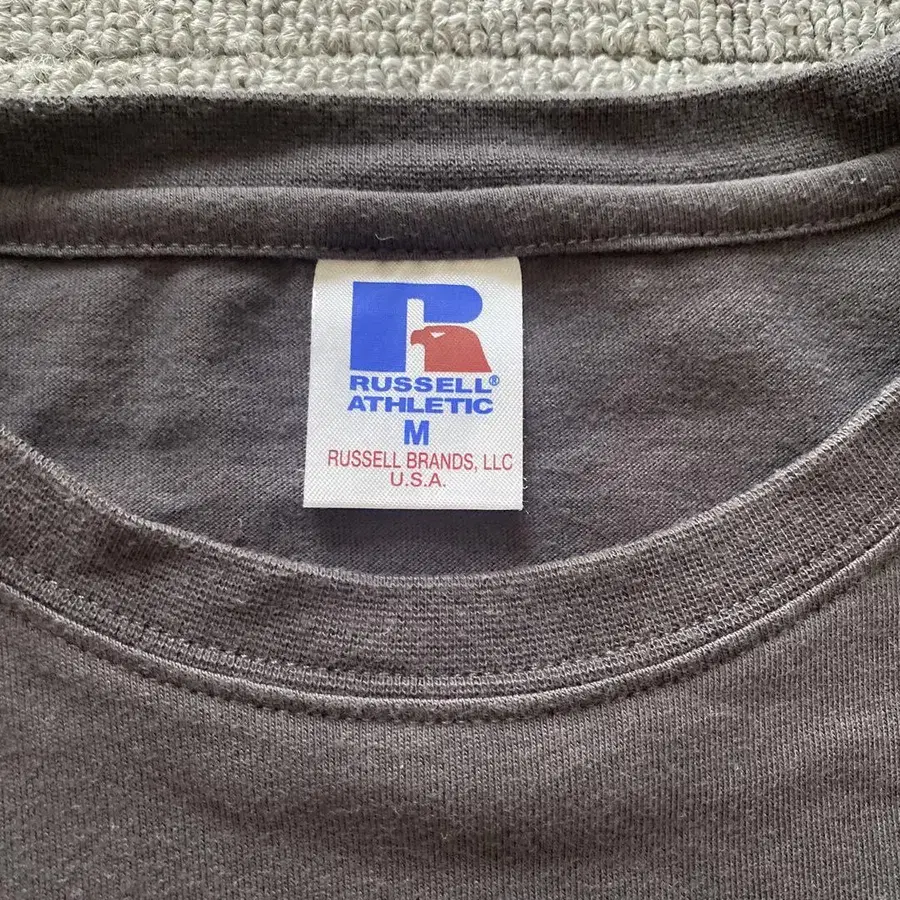 RUSSELL®
ATHLETIC
M
RUSSELL BRANDS, LLC
U.S.A.